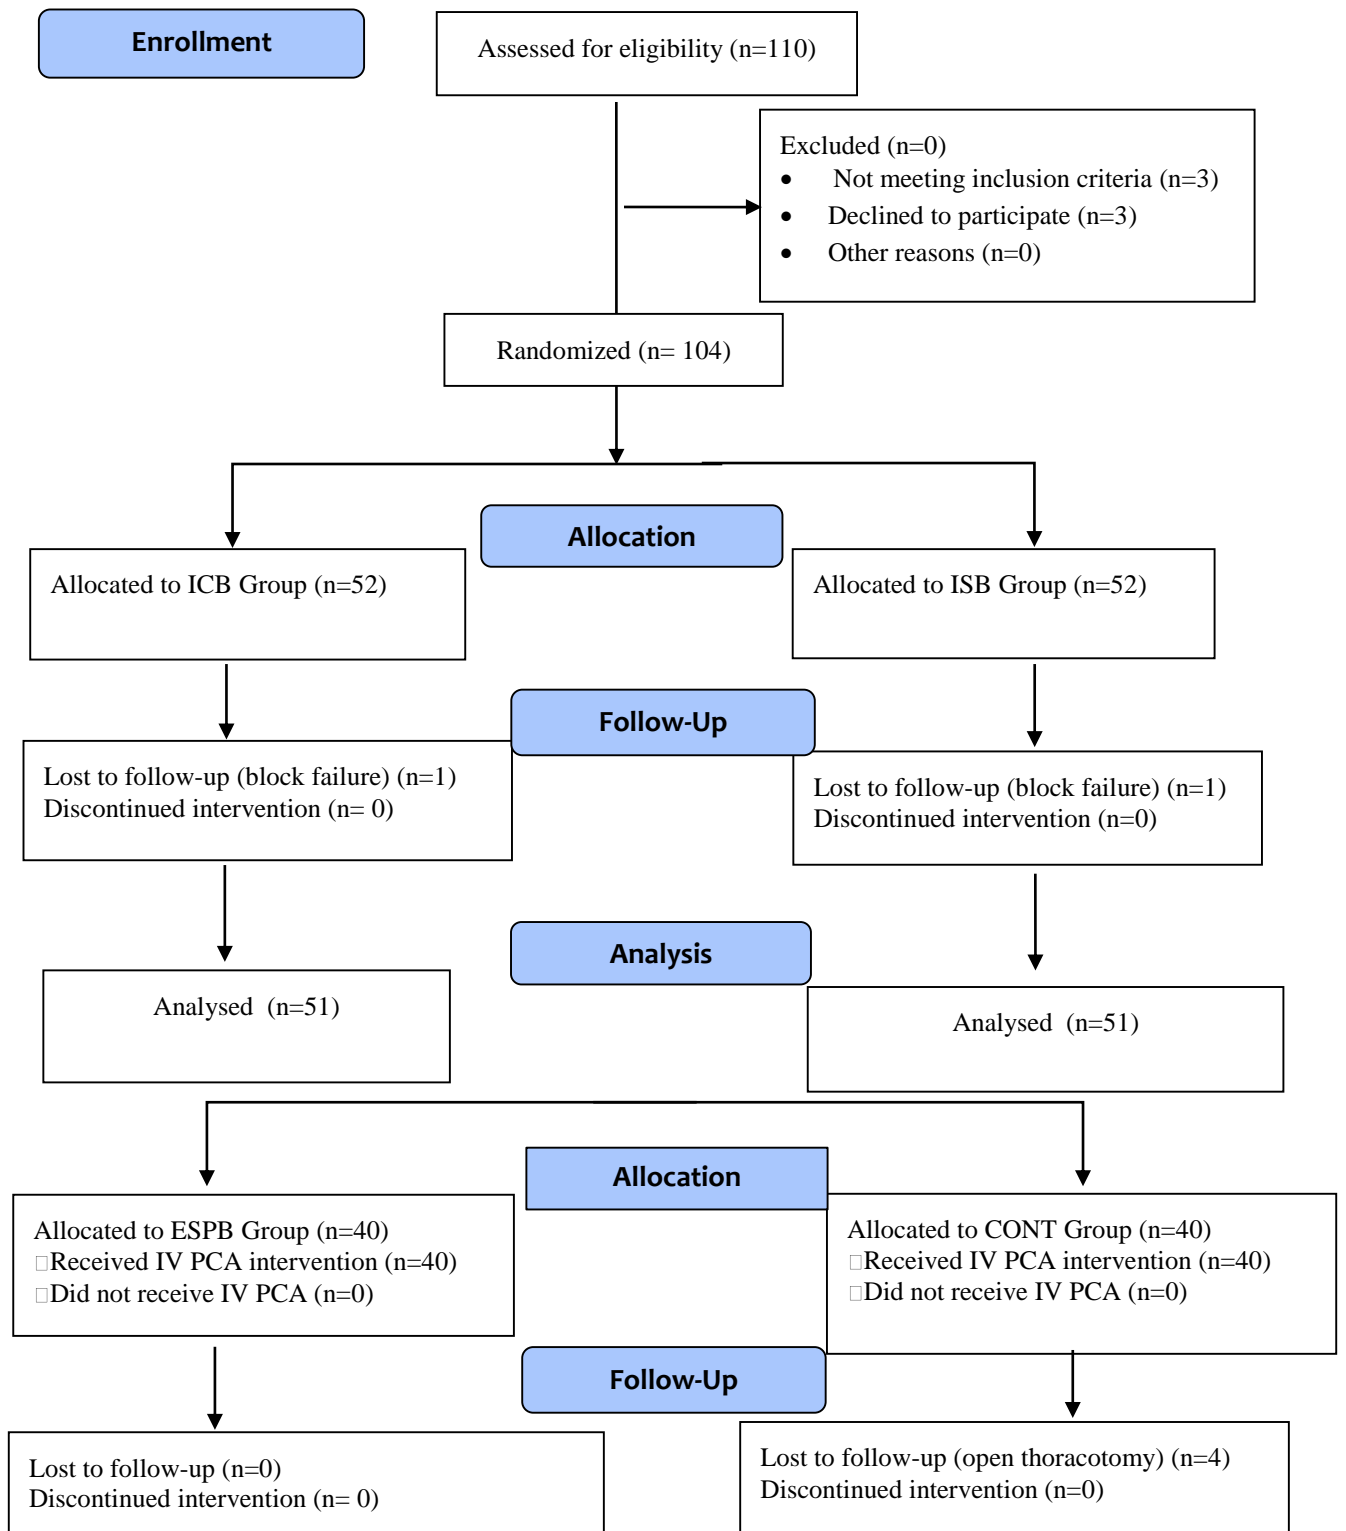 Enrollment
Assessed for eligibility (n=110)
Excluded (n=0)
• Not meeting inclusion criteria (n=3)
• Declined to participate (n=3)
• Other reasons (n=0)
Randomized (n= 104)
Allocation
Allocated to ICB Group (n=52)
Allocated to ISB Group (n=52)
Follow-Up
Lost to follow-up (block failure) (n=1)
Discontinued intervention (n= 0)
Lost to follow-up (block failure) (n=1)
Discontinued intervention (n=0)
Analysis
Analysed (n=51)
Analysed (n=51)
Allocation
Allocated to ESPB Group (n=40)
□Received IV PCA intervention (n=40)
□Did not receive IV PCA (n=0)
Allocated to CONT Group (n=40)
□Received IV PCA intervention (n=40)
□Did not receive IV PCA (n=0)
Follow-Up
Lost to follow-up (n=0)
Discontinued intervention (n= 0)
Lost to follow-up (open thoracotomy) (n=4)
Discontinued intervention (n=0)